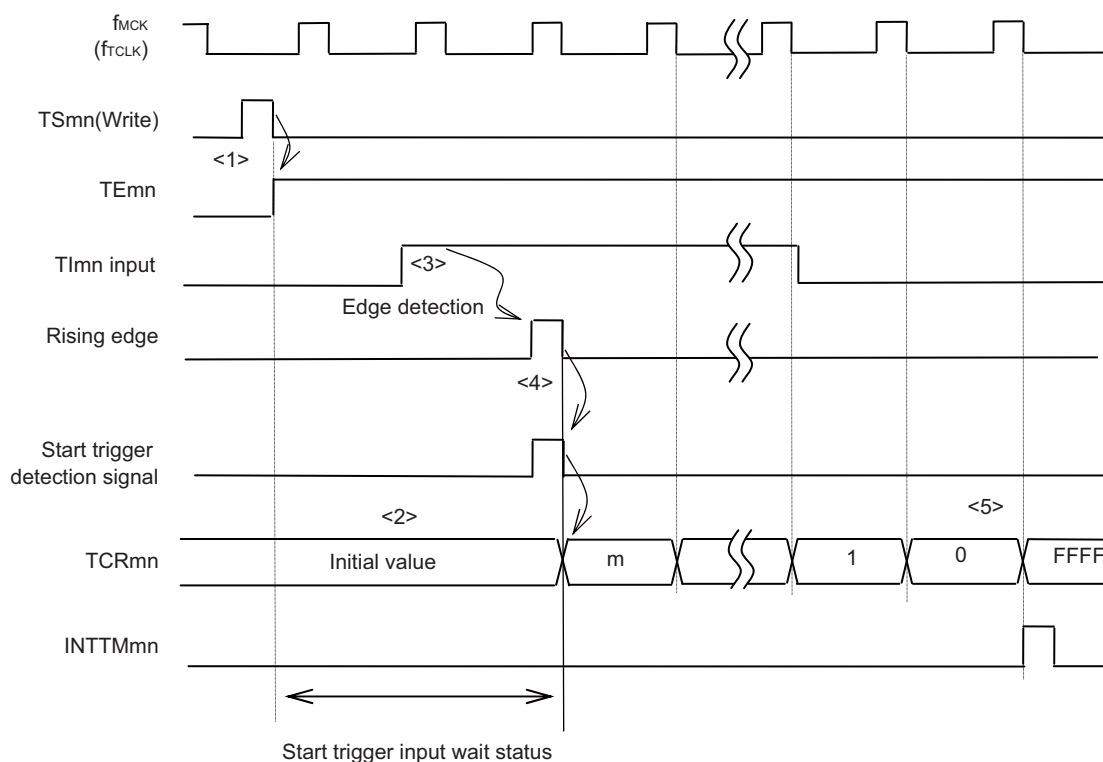 fMCK
(fTCLK)
TSmn(Write)
<1>
TEmn
TImn input
<3>
Edge detection
Rising edge
<4>
Start trigger
detection signal
<2>
<5>
TCRmn
Initial value
m
1
0
FFFF
INTTMmn
Start trigger input wait status